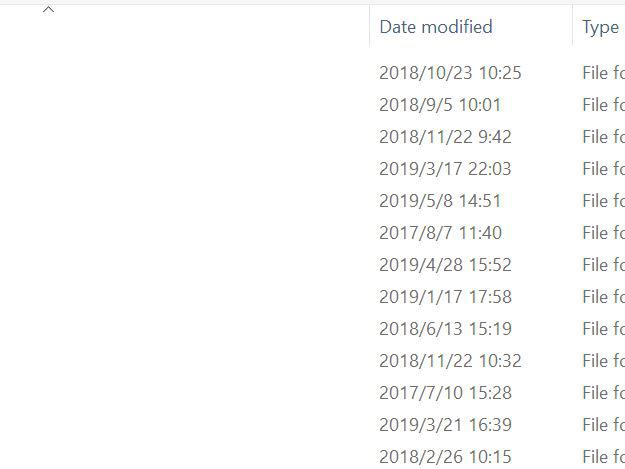 Date modified Type
2018/10/23 10:25 File fo
2018/9/5 10:01 File fo
2018/11/22 9:42 File fo
2019/3/17 22:03 File fo
2019/5/8 14:51 File fo
2017/8/7 11:40 File fo
2019/4/28 15:52 File fo
2019/1/17 17:58 File fo
2018/6/13 15:19 File fo
2018/11/22 10:32 File fo
2017/7/10 15:28 File fo
2019/3/21 16:39 File fo
2018/2/26 10:15 File fo